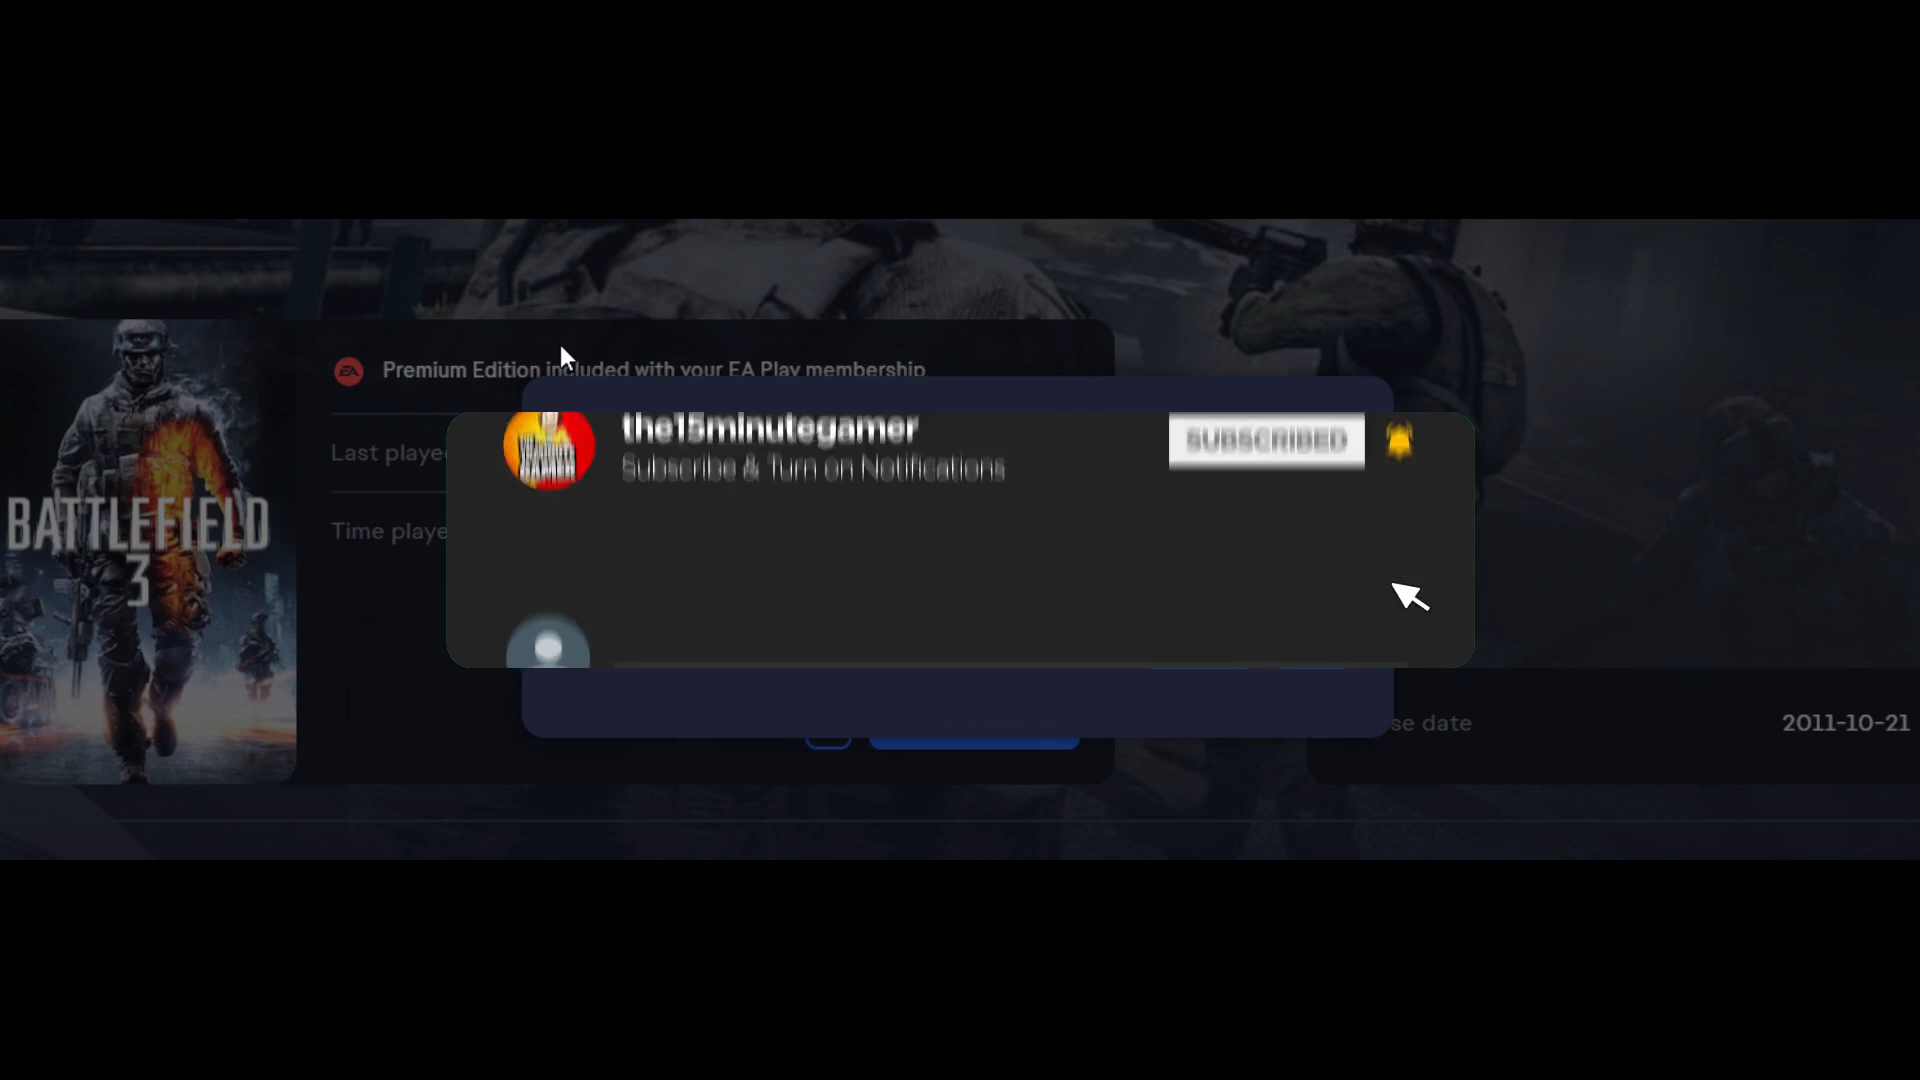 Premium Edition included with your EA Play membership
the15minutegamer
SUBSCRIBED
Subscribe & Turn on Notifications
Last playe
Time playe
BATTLEFIELD
3
se date
2011-10-21